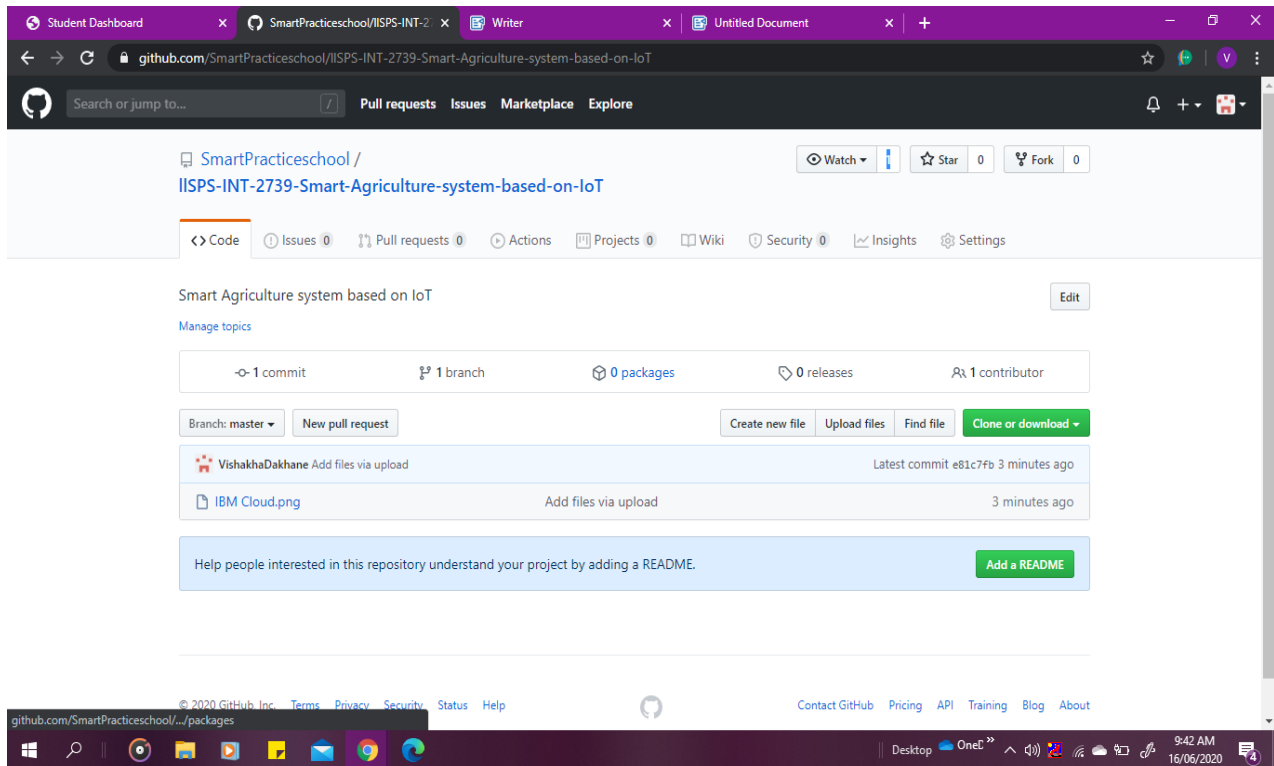 Student Dashboard SmartPracticeschool/llSPS-INT-2 Writer Untitled Document
github.com/SmartPracticeschool/llSPS-INT-2739-Smart-Agriculture-system-based-on-IoT V
Search or jump to... / Pull requests Issues Marketplace Explore
SmartPracticeschool / Watch Star 0 Fork 0
llSPS-INT-2739-Smart-Agriculture-system-based-on-IoT
Code Issues 0 Pull requests 0 Actions Projects 0 Wiki Security 0 Insights Settings
Smart Agriculture system based on IoT Edit
Manage topics
1 commit 1 branch 0 packages 0 releases 1 contributor
Branch: master New pull request Create new file Upload files Find file Clone or download
VishakhaDakhane Add files via upload Latest commit e81c7fb 3 minutes ago
IBM Cloud.png Add files via upload 3 minutes ago
Help people interested in this repository understand your project by adding a README. Add a README
© 2020 GitHub, Inc. Terms Privacy Security Status Help Contact GitHub Pricing API Training Blog About
github.com/SmartPracticeschool/.../packages
Desktop OneD 9:42 AM
16/06/2020 4